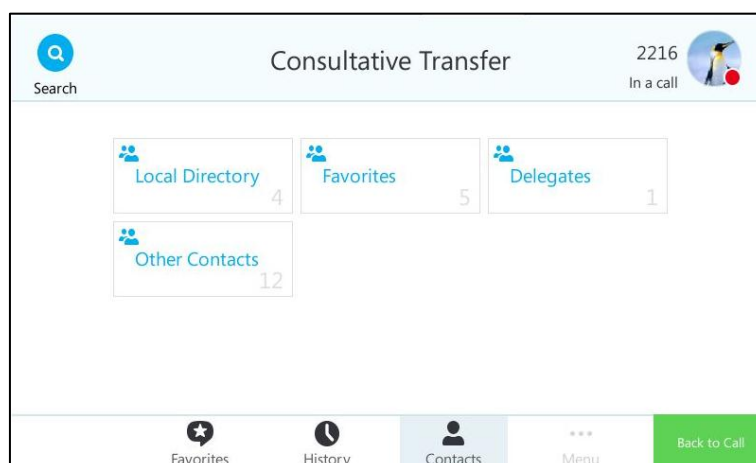 Consultative Transfer
2216
In a call
Search
Local Directory
4
Favorites
5
Delegates
1
Other Contacts
12
Favorites
History
Contacts
Menu
Back to Call